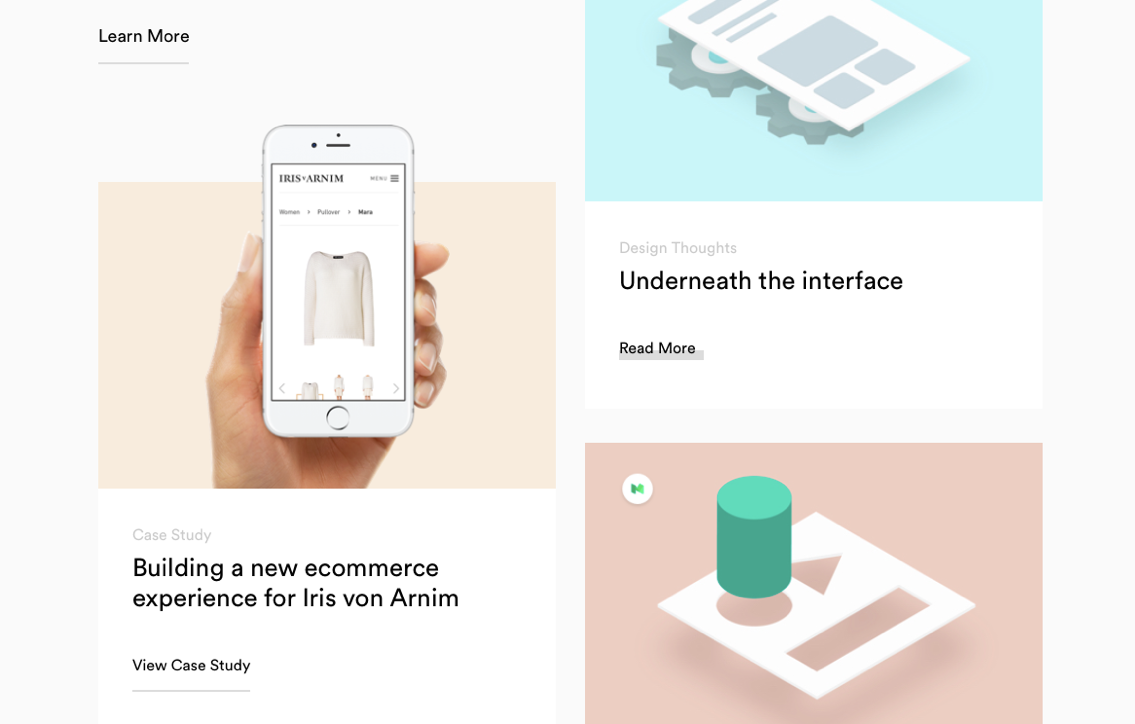 Learn More
IRIS v ARNIM
MENU
Women > Pullover > Mara
Case Study
Building a new ecommerce
experience for Iris von Arnim
View Case Study
Design Thoughts
Underneath the interface
Read More